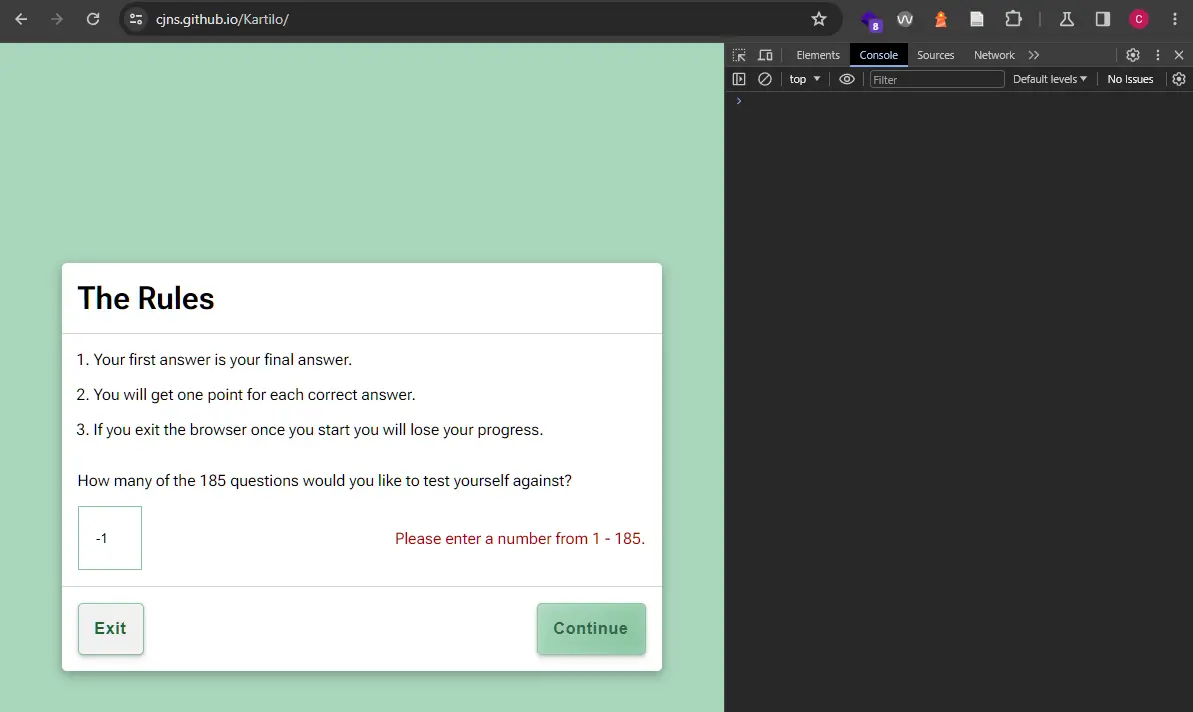 cjns.github.io/Kartilo/
8
C
Elements Console Sources Network
top Filter Default levels No Issues
The Rules
1. Your first answer is your final answer.
2. You will get one point for each correct answer.
3. If you exit the browser once you start you will lose your progress.
How many of the 185 questions would you like to test yourself against?
-1 Please enter a number from 1 - 185.
Exit Continue